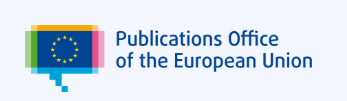 Publications Office
of the European Union